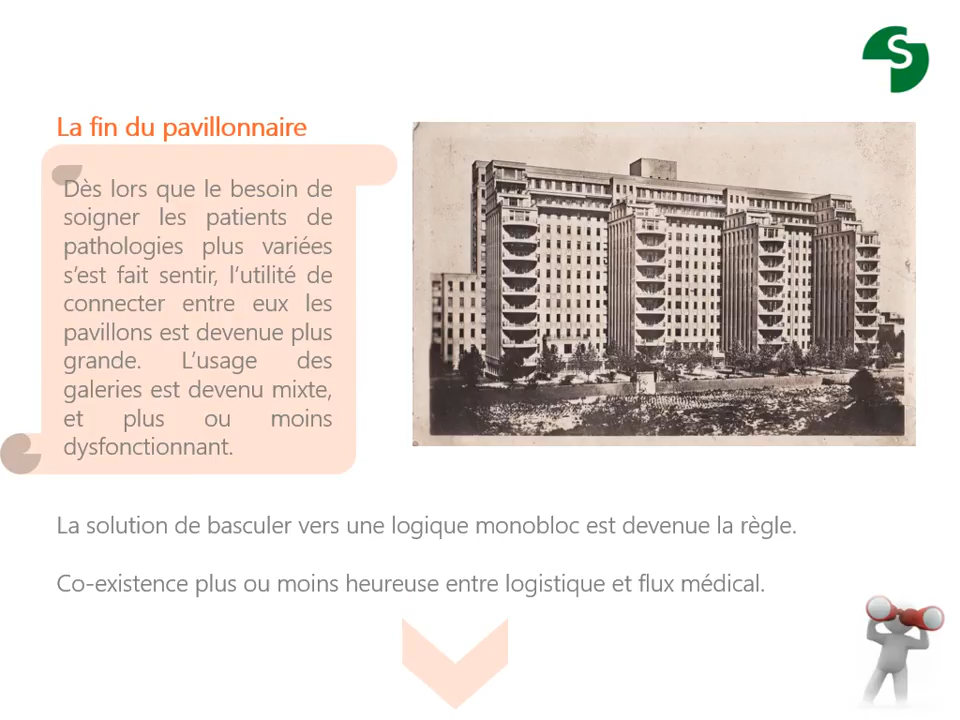 S
La fin du pavillonnaire
Dès lors que le besoin de
soigner les patients de
pathologies plus variées
s’est fait sentir, l’utilité de
connecter entre eux les
pavillons est devenue plus
grande. L’usage des
galeries est devenu mixte,
et plus ou moins
dysfonctionnant.
La solution de basculer vers une logique monobloc est devenue la règle.
Co-existence plus ou moins heureuse entre logistique et flux médical.